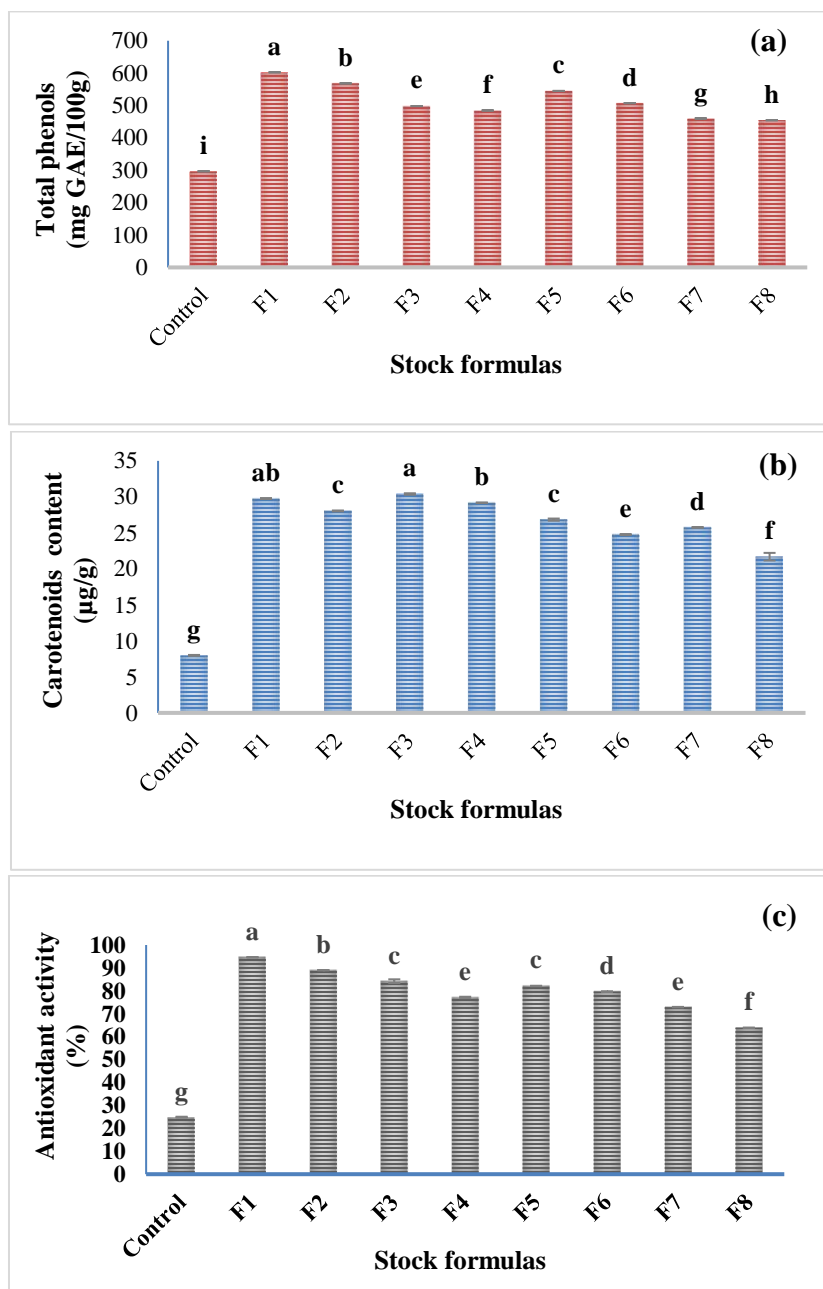 (a)
Total phenols
(mg GAE/100g)
700
600
500
400
300
200
100
0
i
a
b
e
f
c
d
g
h
Control
F1
F2
F3
F4
F5
F6
F7
F8
Stock formulas
(b)
Carotenoids content
(µg/g)
35
30
25
20
15
10
5
0
g
ab
c
a
b
c
e
d
f
Control
F1
F2
F3
F4
F5
F6
F7
F8
Stock formulas
(c)
Antioxidant activity
(%)
100
90
80
70
60
50
40
30
20
10
0
g
a
b
c
e
c
d
e
f
Control
F1
F2
F3
F4
F5
F6
F7
F8
Stock formulas